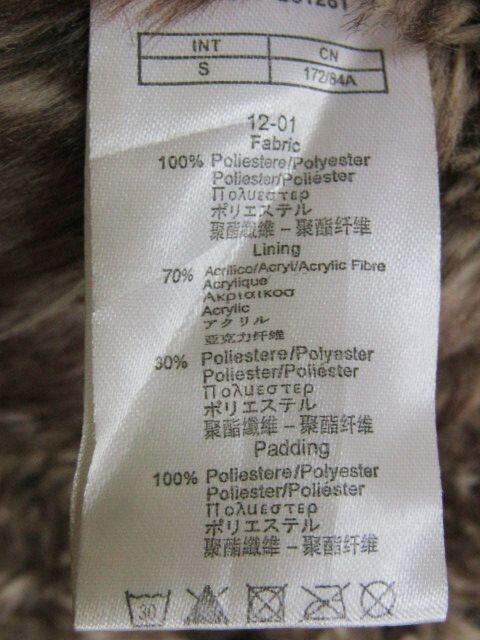 INT CN
S 172/84A
12-01
Fabric
100% Poliestere/Polyester
Poliester/Poliéster
Πολυεστερ
ポリエステル
聚酯纖維 – 聚酯纤维
Lining
70% Acrilico/Acryl/Acrylic Fibre
Acrylique
Ακριλικοσ
Acrylic
アクリル
亚克力纤维
30% Poliestere/Polyester
Poliester/Poliéster
Πολυεστερ
ポリエステル
聚酯纖維 – 聚酯纤维
Padding
100% Poliestere/Polyester
Poliester/Poliéster
Πολυεστερ
ポリエステル
聚酯纖維 – 聚酯纤维
30